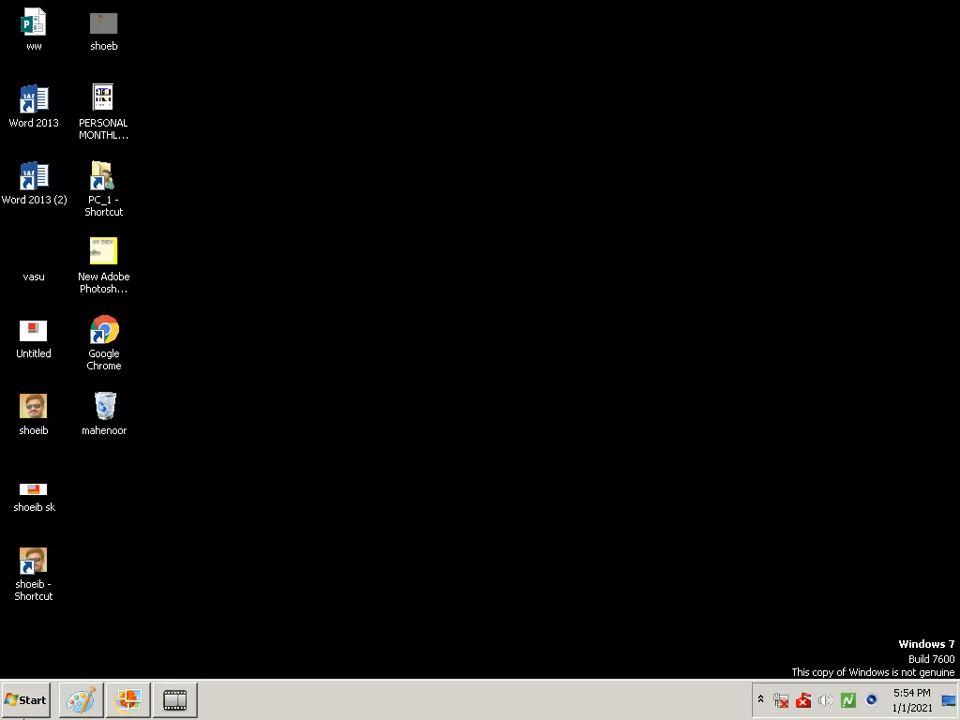 ww
shoeb
Word 2013
PERSONAL
MONTHL...
Word 2013 (2)
PC_1 -
Shortcut
vasu
New Adobe
Photosh...
Untitled
Google
Chrome
shoeib
mahenoor
shoeib sk
shoeib -
Shortcut
Windows 7
Build 7600
This copy of Windows is not genuine
Start
5:54 PM
1/1/2021